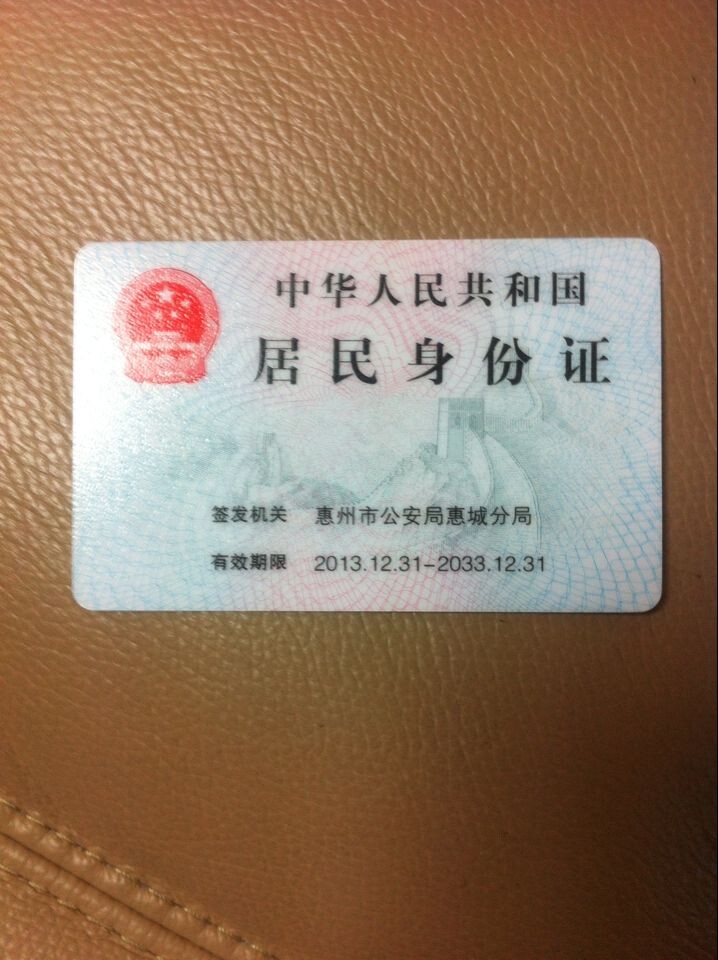 中华人民共和国
居民身份证
签发机关 惠州市公安局惠城分局
有效期限 2013.12.31-2033.12.31